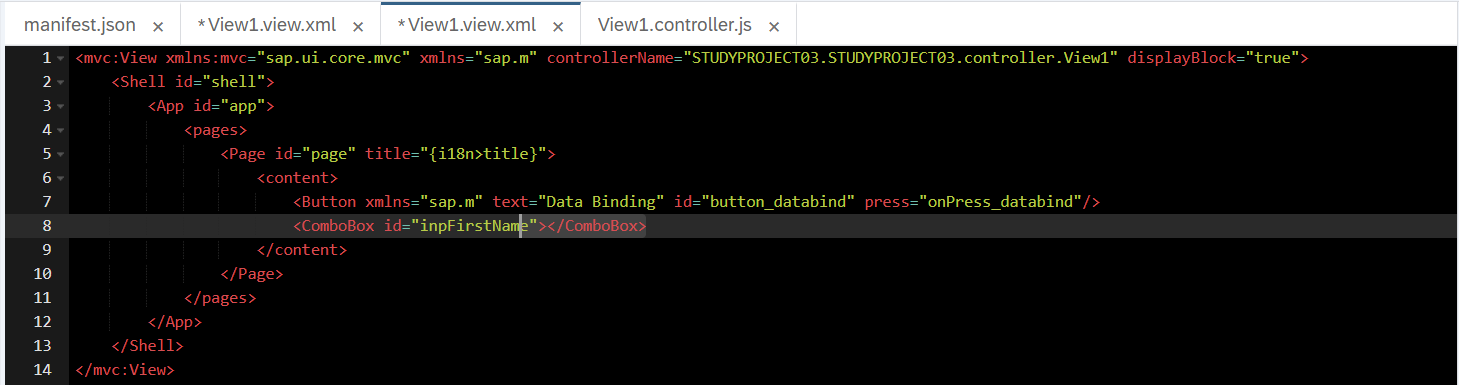 manifest.json × *View1.view.xml × *View1.view.xml × View1.controller.js ×
1 <mvc:View xmlns:mvc="sap.ui.core.mvc" xmlns="sap.m" controllerName="STUDYPROJECT03.STUDYPROJECT03.controller.View1" displayBlock="true">
2 <Shell id="shell">
3 <App id="app">
4 <pages>
5 <Page id="page" title="{i18n>title}">
6 <content>
7 <Button xmlns="sap.m" text="Data Binding" id="button_databind" press="onPress_databind"/>
8 <ComboBox id="inpFirstName"></ComboBox>
9 </content>
10 </Page>
11 </pages>
12 </App>
13 </Shell>
14 </mvc:View>